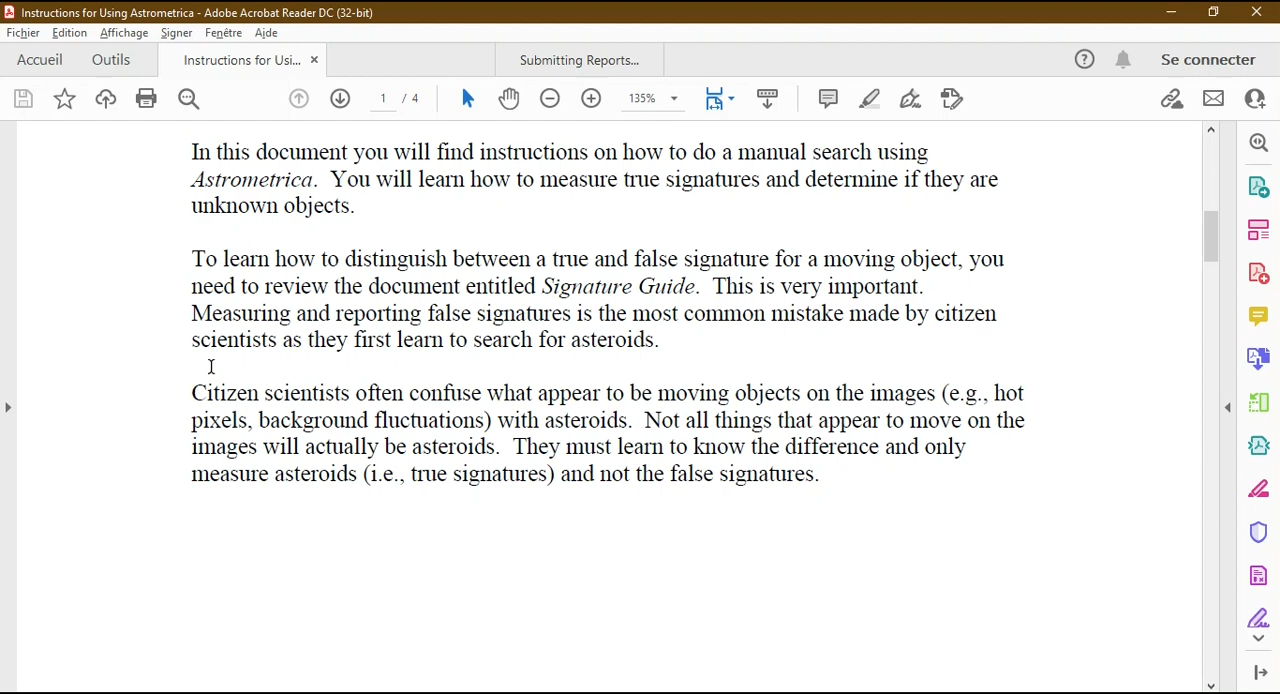 Instructions for Using Astrometrica - Adobe Acrobat Reader DC (32-bit)
Fichier Edition Affichage Signer Fenêtre Aide
Accueil Outils Instructions for Usi... × Submitting Reports... Se connecter
1 / 4 135%
In this document you will find instructions on how to do a manual search using
Astrometrica. You will learn how to measure true signatures and determine if they are
unknown objects.
To learn how to distinguish between a true and false signature for a moving object, you
need to review the document entitled Signature Guide. This is very important.
Measuring and reporting false signatures is the most common mistake made by citizen
scientists as they first learn to search for asteroids.
Citizen scientists often confuse what appear to be moving objects on the images (e.g., hot
pixels, background fluctuations) with asteroids. Not all things that appear to move on the
images will actually be asteroids. They must learn to know the difference and only
measure asteroids (i.e., true signatures) and not the false signatures.